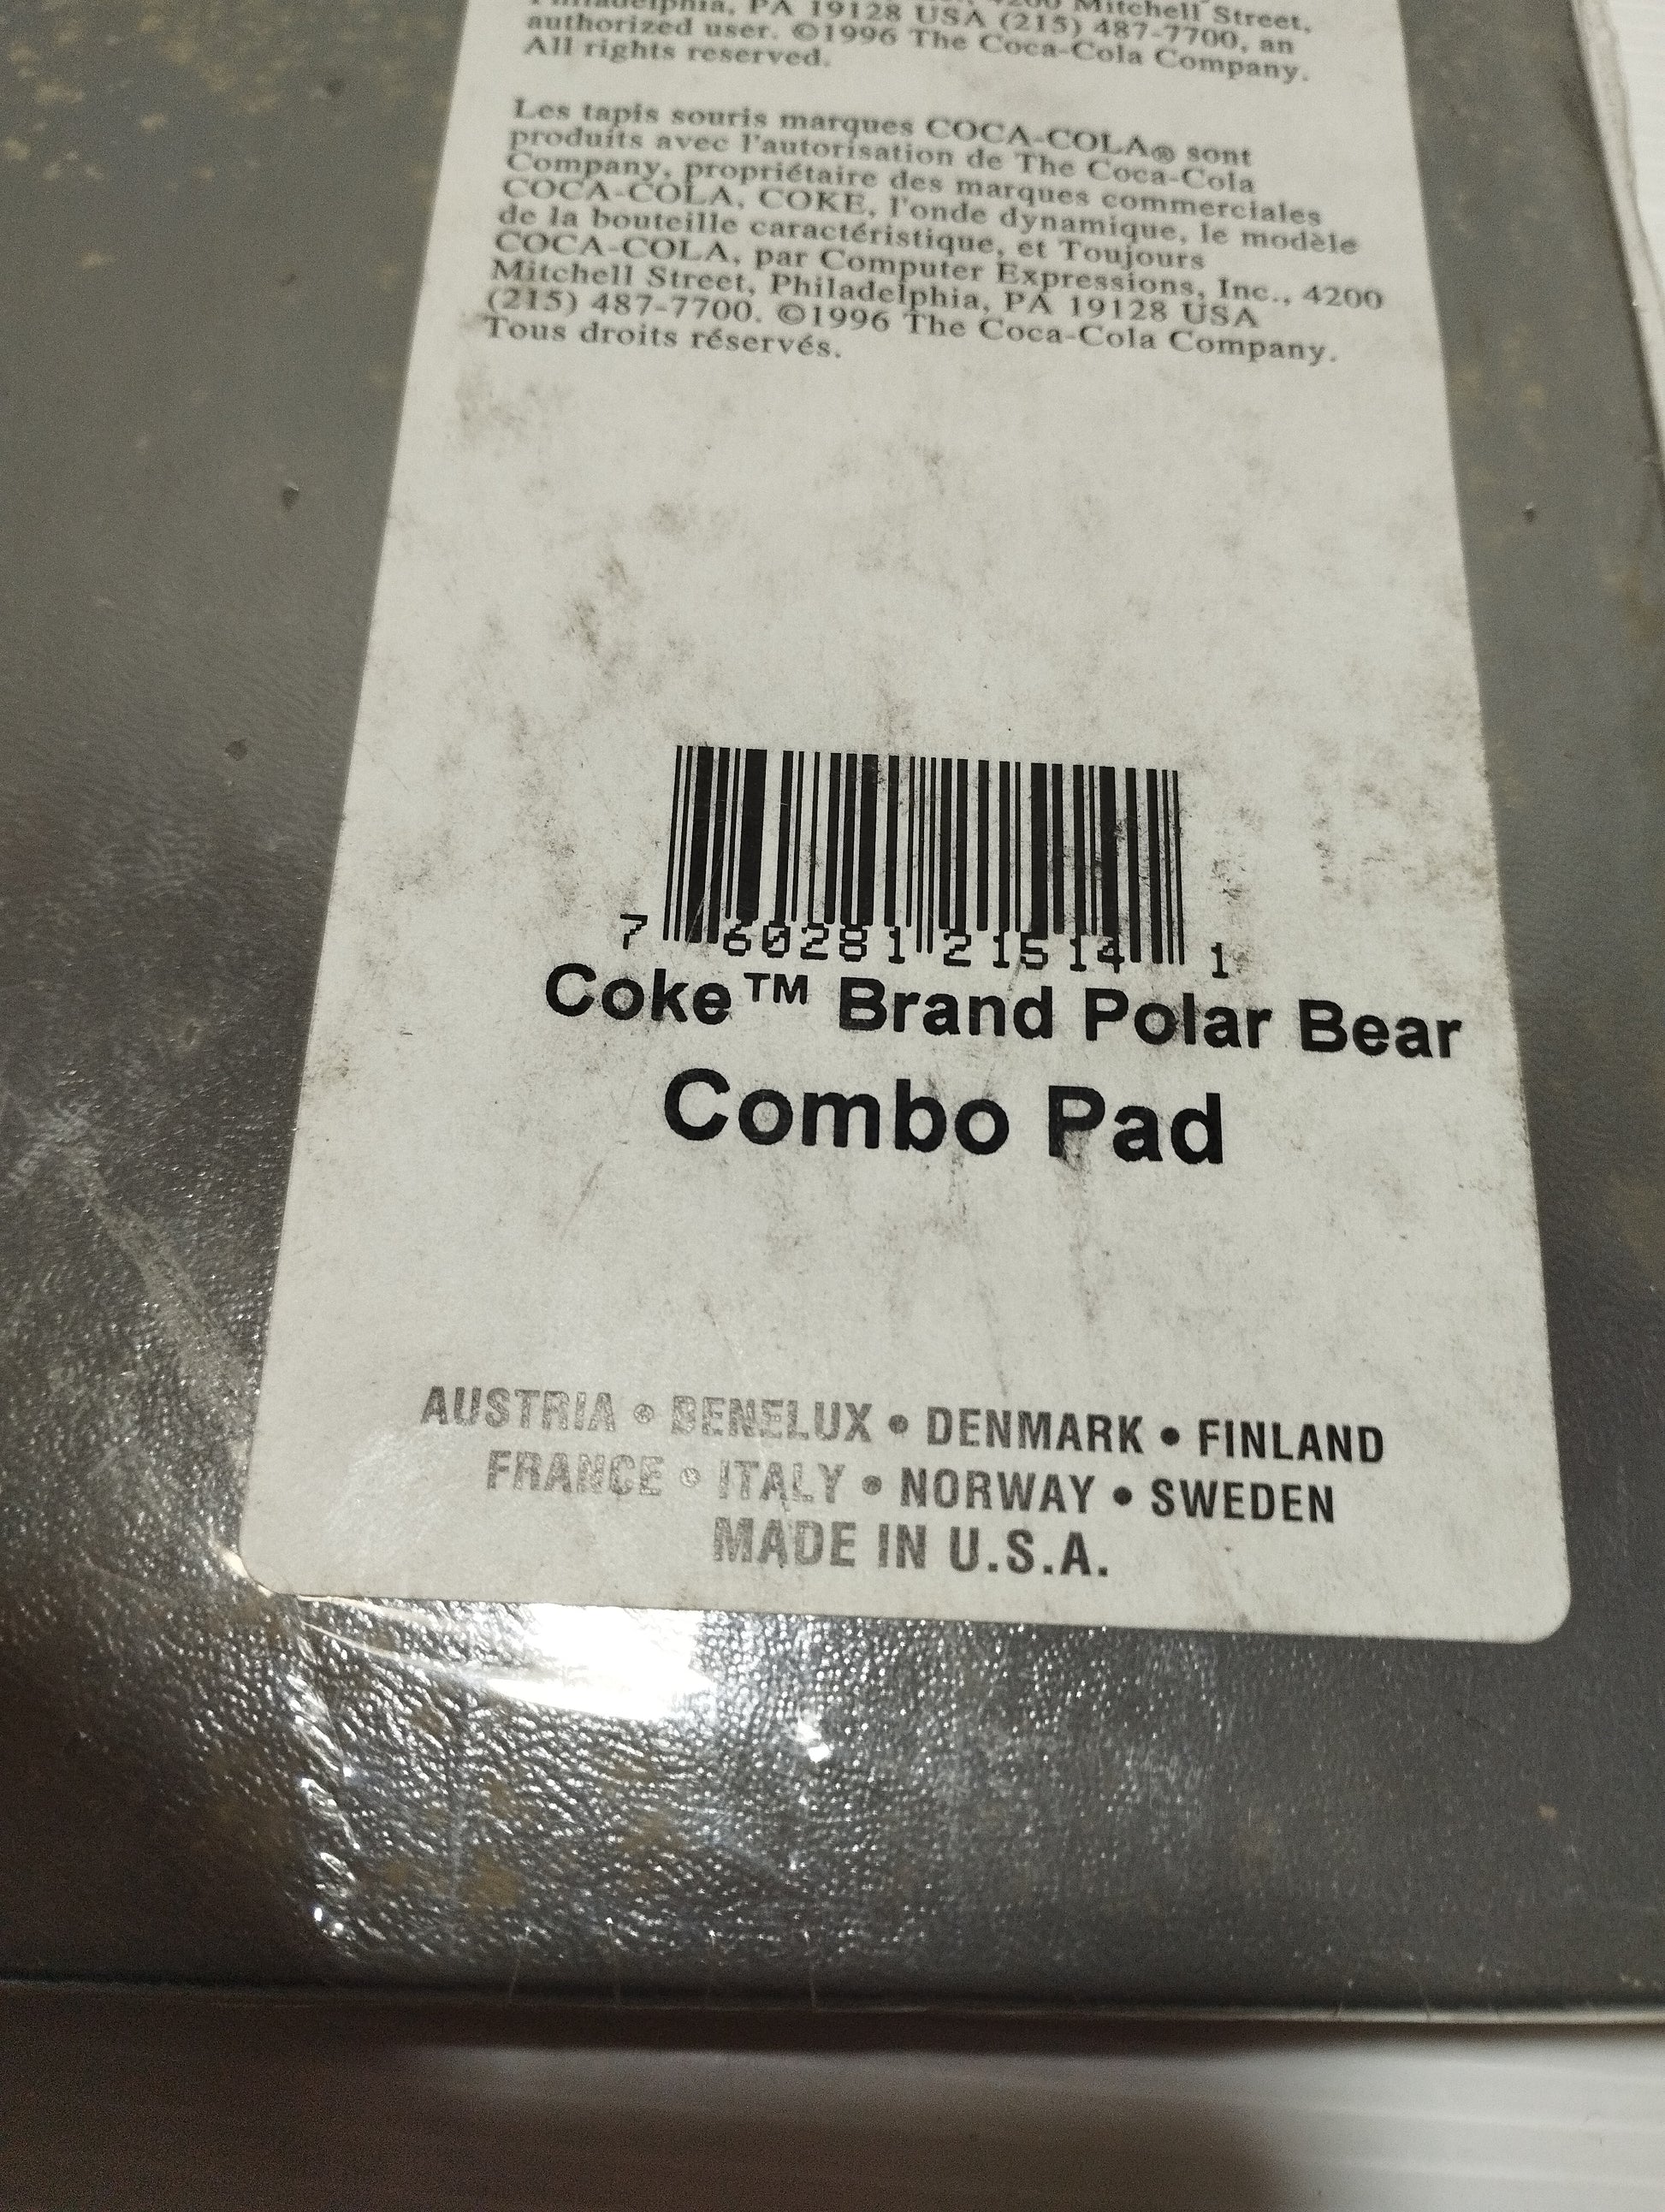 Philadelphia, PA 19128 USA (215) 487-7700, an
authorized user. ©1996 The Coca-Cola Company.
All rights reserved.
Les tapis souris marques COCA-COLA® sont
produits avec l'autorisation de The Coca-Cola
Company, propriétaire des marques commerciales
COCA-COLA, COKE, l'onde dynamique, le modèle
de la bouteille caractéristique, et Toujours
COCA-COLA, par Computer Expressions, Inc., 4200
Mitchell Street, Philadelphia, PA 19128 USA
(215) 487-7700. ©1996 The Coca-Cola Company.
Tous droits réservés.
7 60281 21514 1
Coke™ Brand Polar Bear
Combo Pad
AUSTRIA • BENELUX • DENMARK • FINLAND
FRANCE • ITALY • NORWAY • SWEDEN
MADE IN U.S.A.